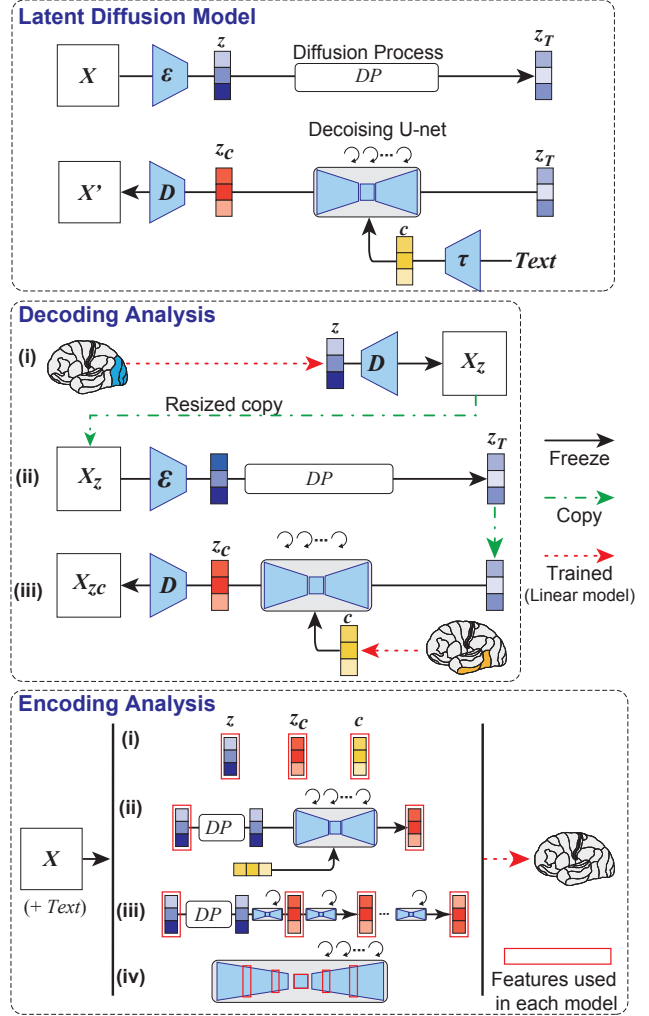 Latent Diffusion Model
X
ε
z
Diffusion Process
DP
z_T
Decoising U-net
X'
D
z_c
...
z_T
c
τ
Text
Decoding Analysis
(i)
z
D
X_z
Resized copy
(ii)
X_z
ε
DP
z_T
Freeze
Copy
(iii)
X_zc
D
z_c
...
c
Trained
(Linear model)
Encoding Analysis
(i)
z
z_c
c
(ii)
DP
...
X
(+ Text)
(iii)
DP
...
(iv)
...
Features used
in each model